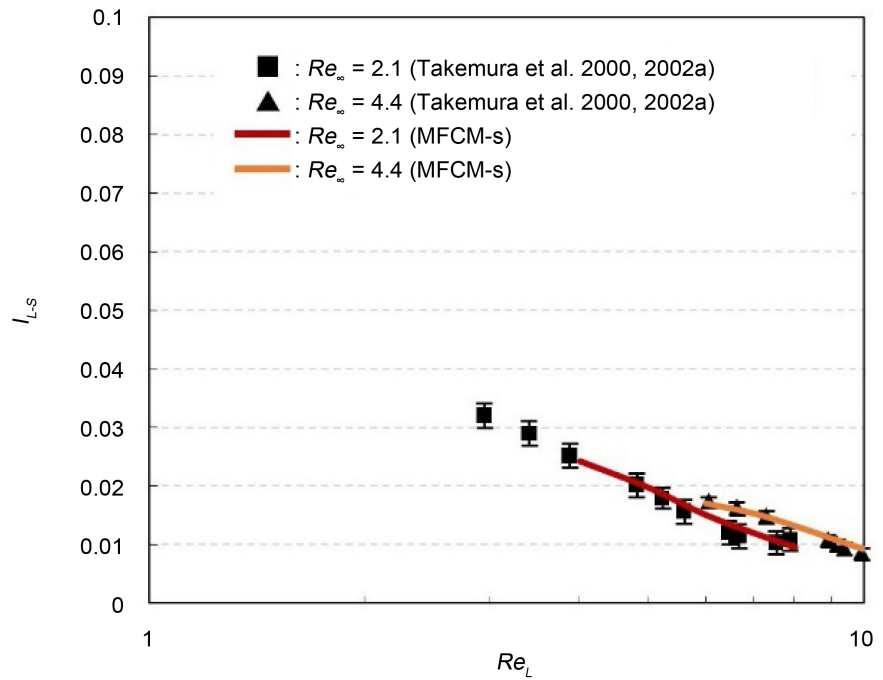 0.1
0.09
0.08
0.07
0.06
0.05
0.04
0.03
0.02
0.01
0
I_L-S
: Re∞ = 2.1 (Takemura et al. 2000, 2002a)
: Re∞ = 4.4 (Takemura et al. 2000, 2002a)
: Re∞ = 2.1 (MFCM-s)
: Re∞ = 4.4 (MFCM-s)
1
10
Re_L